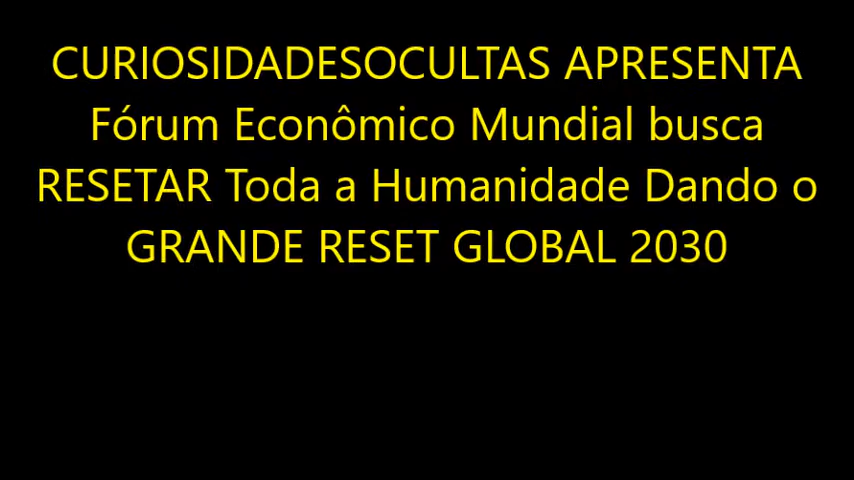 CURIOSIDADESOCULTAS APRESENTA
Fórum Econômico Mundial busca
RESETAR Toda a Humanidade Dando o
GRANDE RESET GLOBAL 2030